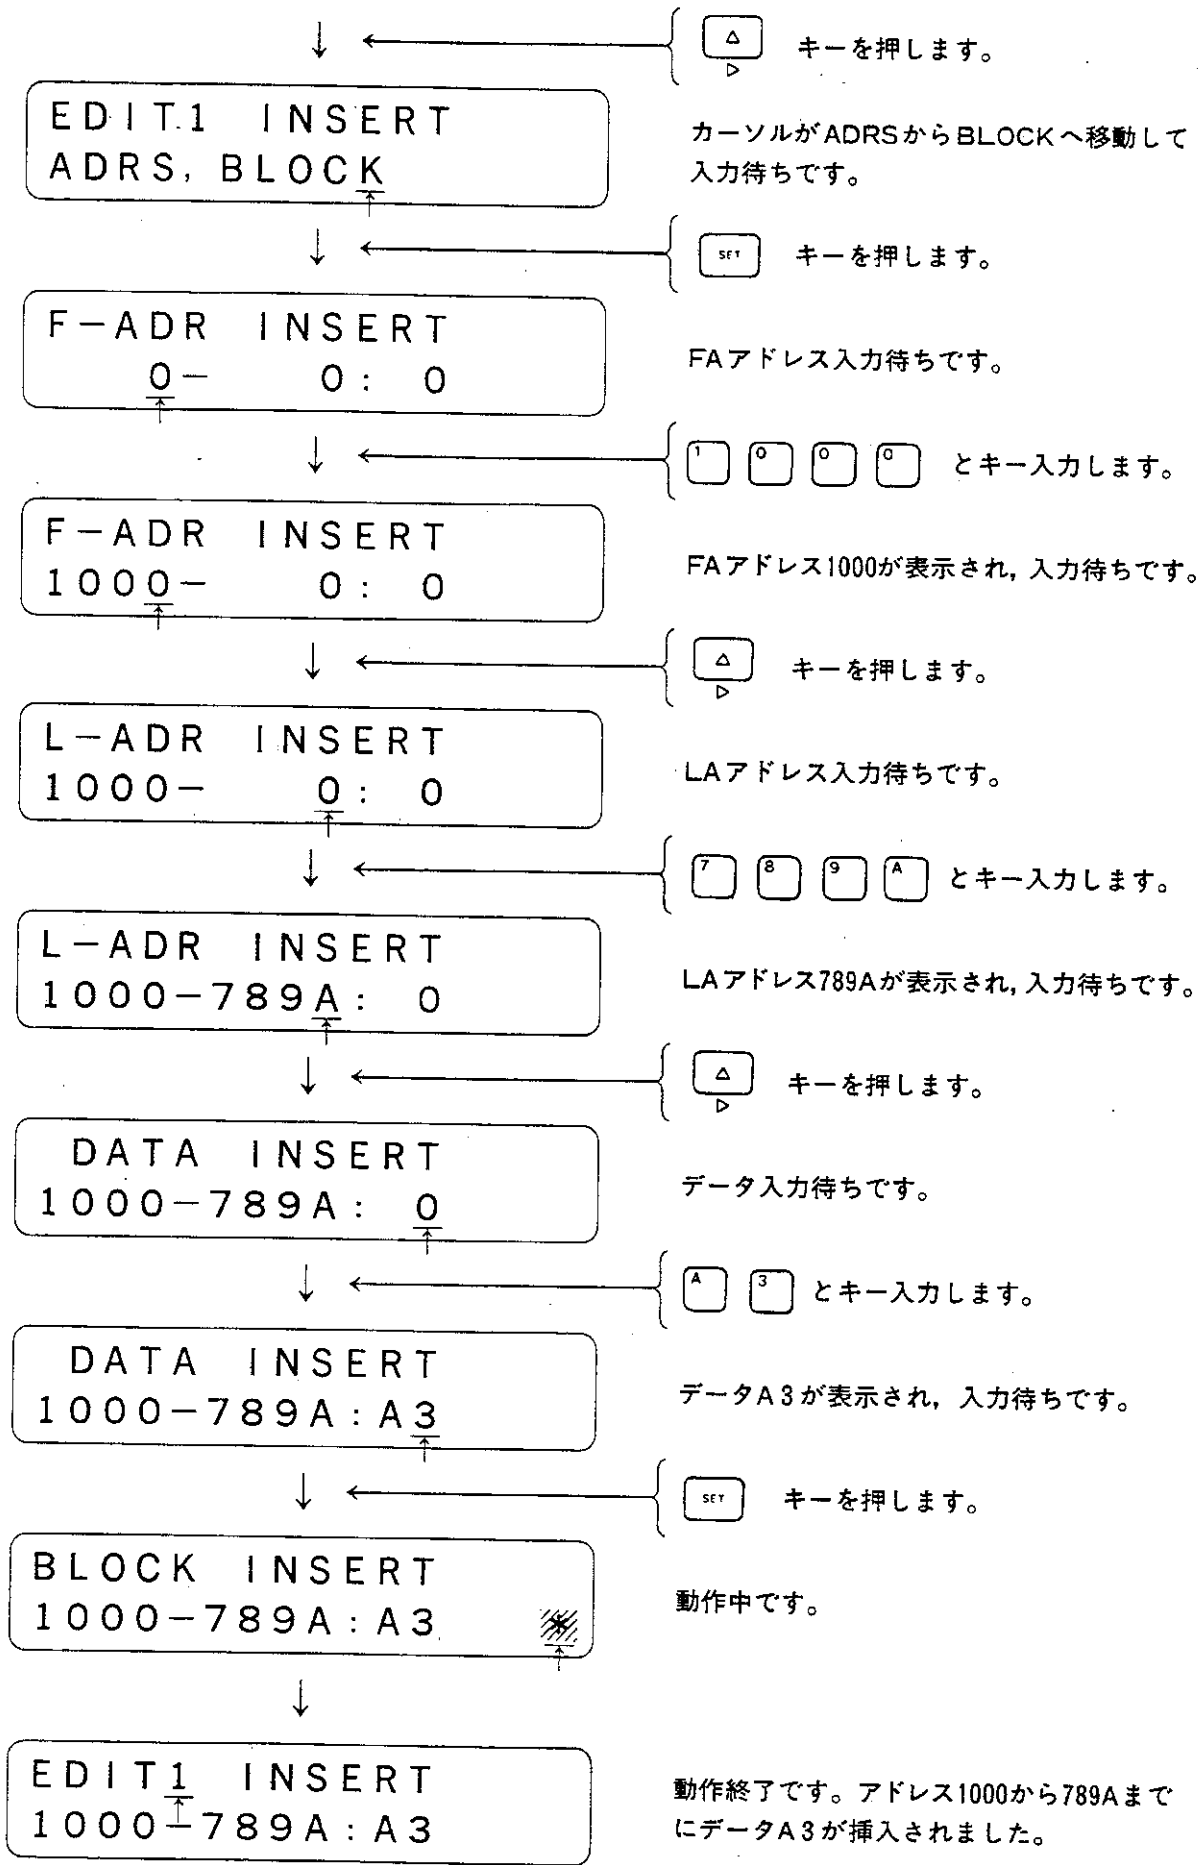 ↓ ← △ ▷ キーを押します。
EDIT1 INSERT
ADRS, BLOCK
カーソルがADRSからBLOCKへ移動して
入力待ちです。
↓ ← SET キーを押します。
F－ADR INSERT
0－ 0： 0
FAアドレス入力待ちです。
↓ ← 1 0 0 0 とキー入力します。
F－ADR INSERT
1000－ 0： 0
FAアドレス1000が表示され，入力待ちです。
↓ ← △ ▷ キーを押します。
L－ADR INSERT
1000－ 0： 0
LAアドレス入力待ちです。
↓ ← 7 8 9 A とキー入力します。
L－ADR INSERT
1000－789A： 0
LAアドレス789Aが表示され，入力待ちです。
↓ ← △ ▷ キーを押します。
DATA INSERT
1000－789A： 0
データ入力待ちです。
↓ ← A 3 とキー入力します。
DATA INSERT
1000－789A：A3
データA3が表示され，入力待ちです。
↓ ← SET キーを押します。
BLOCK INSERT
1000－789A：A3 *
動作中です。
↓
EDIT1 INSERT
1000－789A：A3
動作終了です。アドレス1000から789Aまで
にデータA3が挿入されました。